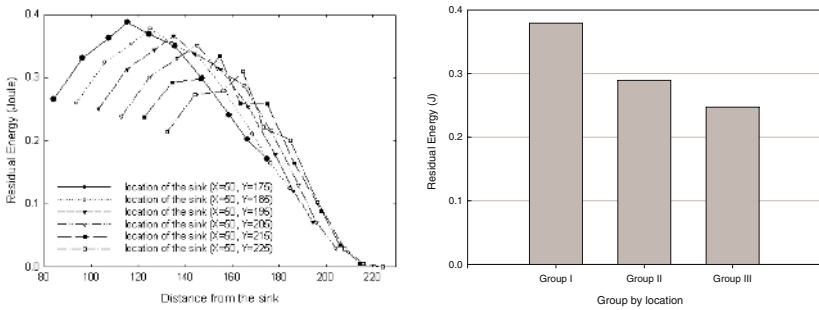 0.4
0.3
0.2
0.1
0.0
Residual Energy (Joule)
location of the sink (X=50, Y=175)
location of the sink (X=50, Y=185)
location of the sink (X=50, Y=195)
location of the sink (X=50, Y=205)
location of the sink (X=50, Y=215)
location of the sink (X=50, Y=225)
80 100 120 140 160 180 200 220
Distance from the sink
0.4
0.3
0.2
0.1
0.0
Residual Energy (J)
Group I Group II Group III
Group by location